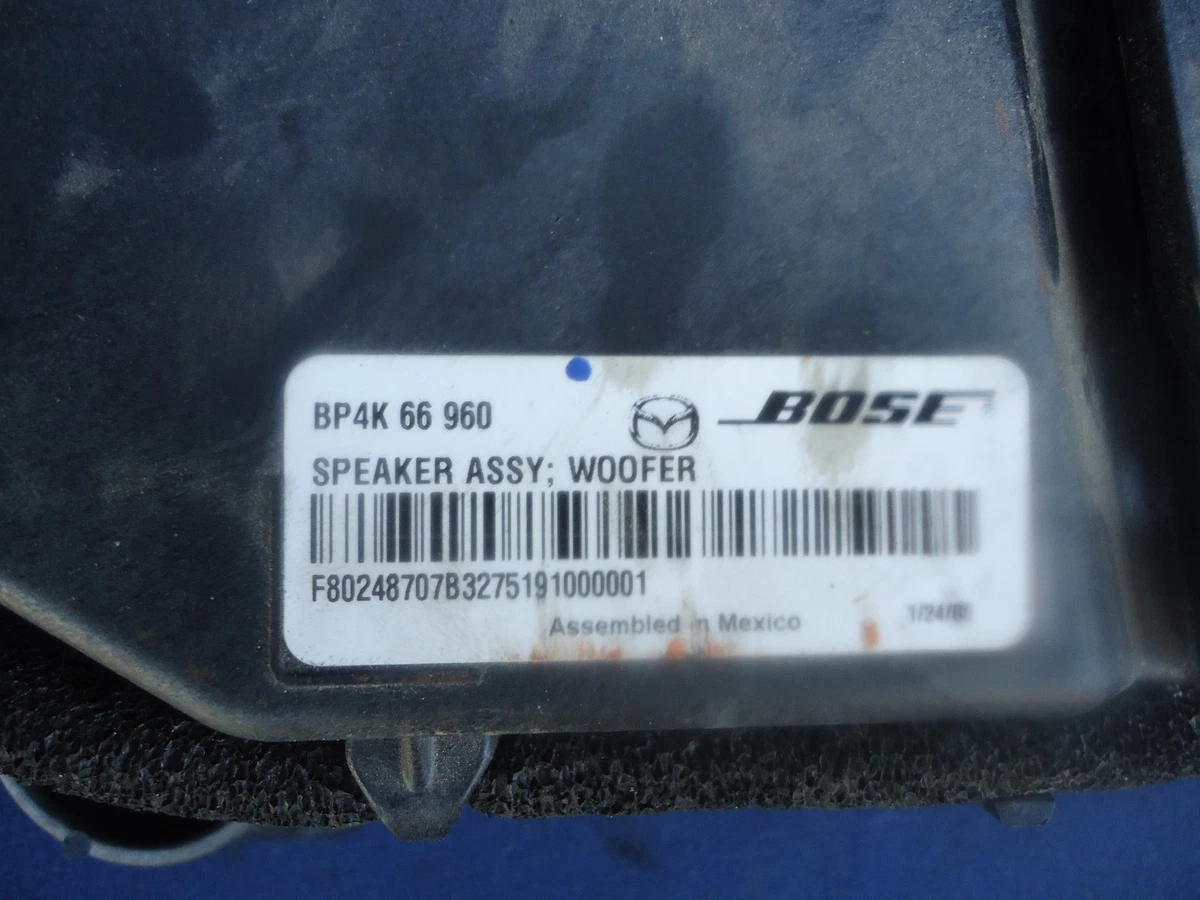 BP4K 66 960
BOSE
SPEAKER ASSY; WOOFER
F80248707B3275191000001
Assembled in Mexico